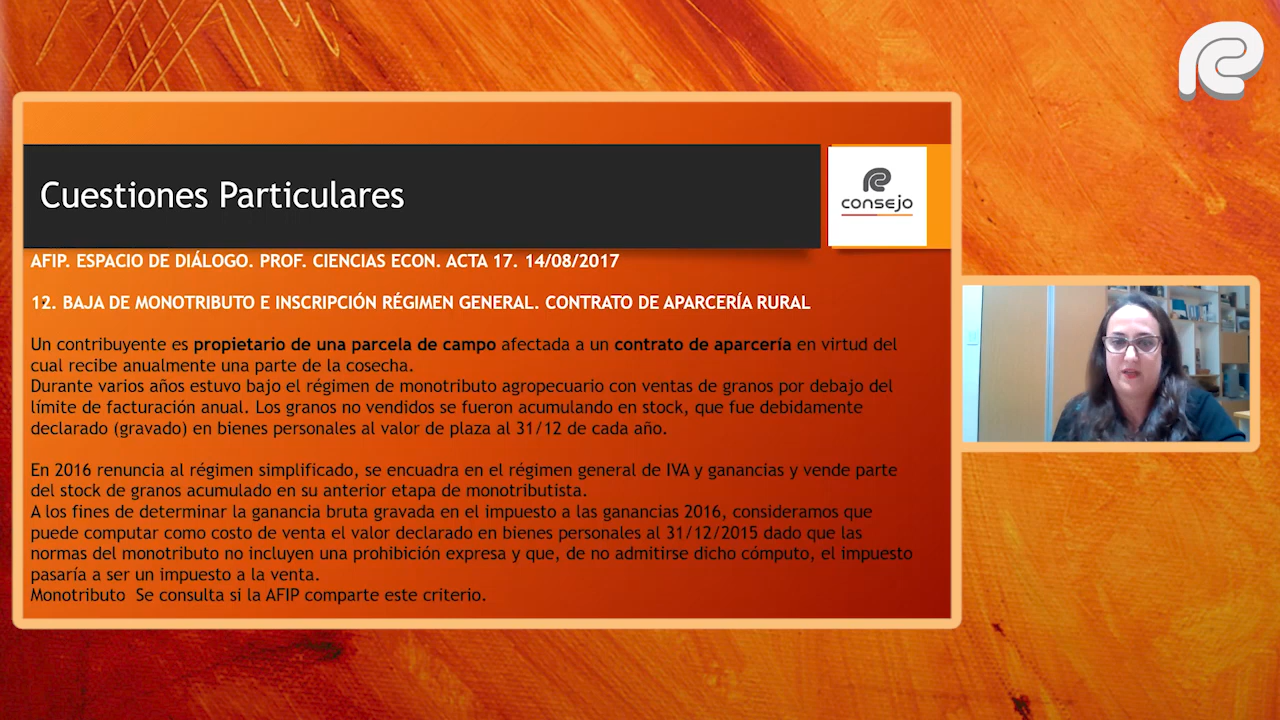 Cuestiones Particulares
consejo
AFIP. ESPACIO DE DIÁLOGO. PROF. CIENCIAS ECON. ACTA 17. 14/08/2017
12. BAJA DE MONOTRIBUTO E INSCRIPCIÓN RÉGIMEN GENERAL. CONTRATO DE APARCERÍA RURAL
Un contribuyente es propietario de una parcela de campo afectada a un contrato de aparcería en virtud del
cual recibe anualmente una parte de la cosecha.
Durante varios años estuvo bajo el régimen de monotributo agropecuario con ventas de granos por debajo del
límite de facturación anual. Los granos no vendidos se fueron acumulando en stock, que fue debidamente
declarado (gravado) en bienes personales al valor de plaza al 31/12 de cada año.
En 2016 renuncia al régimen simplificado, se encuadra en el régimen general de IVA y ganancias y vende parte
del stock de granos acumulado en su anterior etapa de monotributista.
A los fines de determinar la ganancia bruta gravada en el impuesto a las ganancias 2016, consideramos que
puede computar como costo de venta el valor declarado en bienes personales al 31/12/2015 dado que las
normas del monotributo no incluyen una prohibición expresa y que, de no admitirse dicho cómputo, el impuesto
pasaría a ser un impuesto a la venta.
Monotributo  Se consulta si la AFIP comparte este criterio.